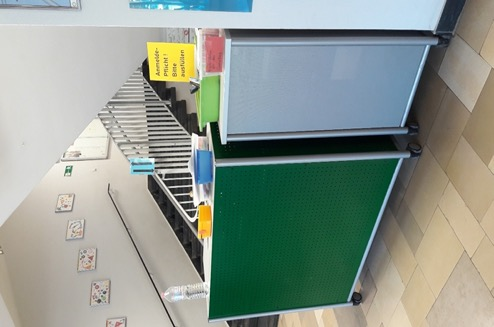 Anmelde-
Pflicht !
Bitte
ausfüllen